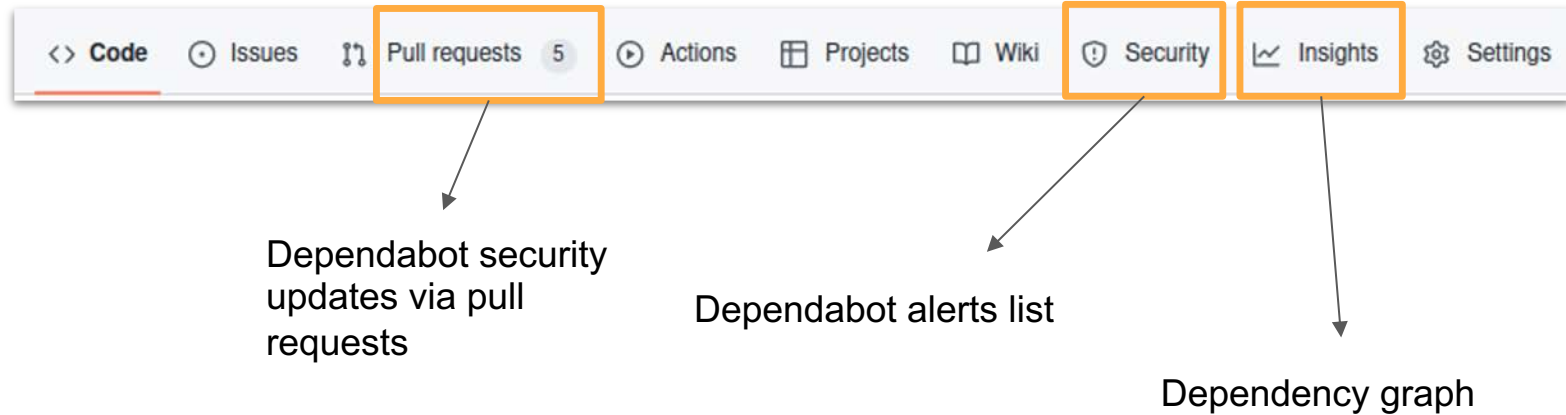 <> Code Issues Pull requests 5 Actions Projects Wiki Security Insights Settings
Dependabot security
updates via pull
requests
Dependabot alerts list
Dependency graph